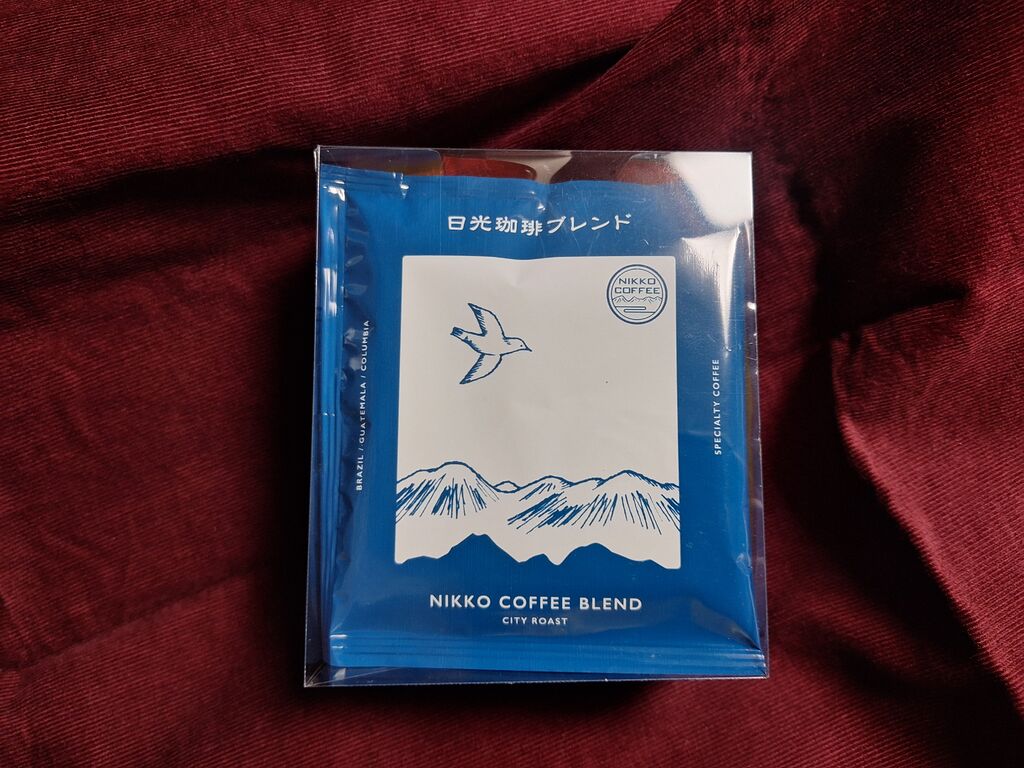 日光珈琲ブレンド
NIKKO
COFFEE
BRAZIL / GUATEMALA / COLUMBIA
SPECIALTY COFFEE
NIKKO COFFEE BLEND
CITY ROAST